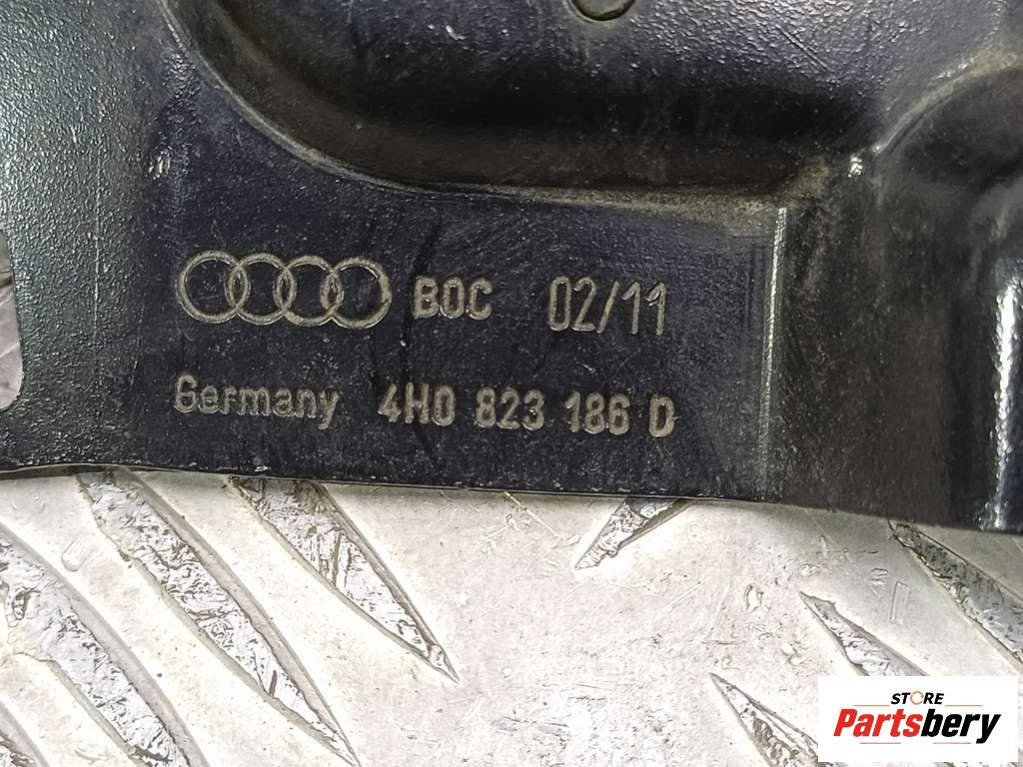 BOC 02/11
Germany 4H0 823 186 D
STORE
Partsbery